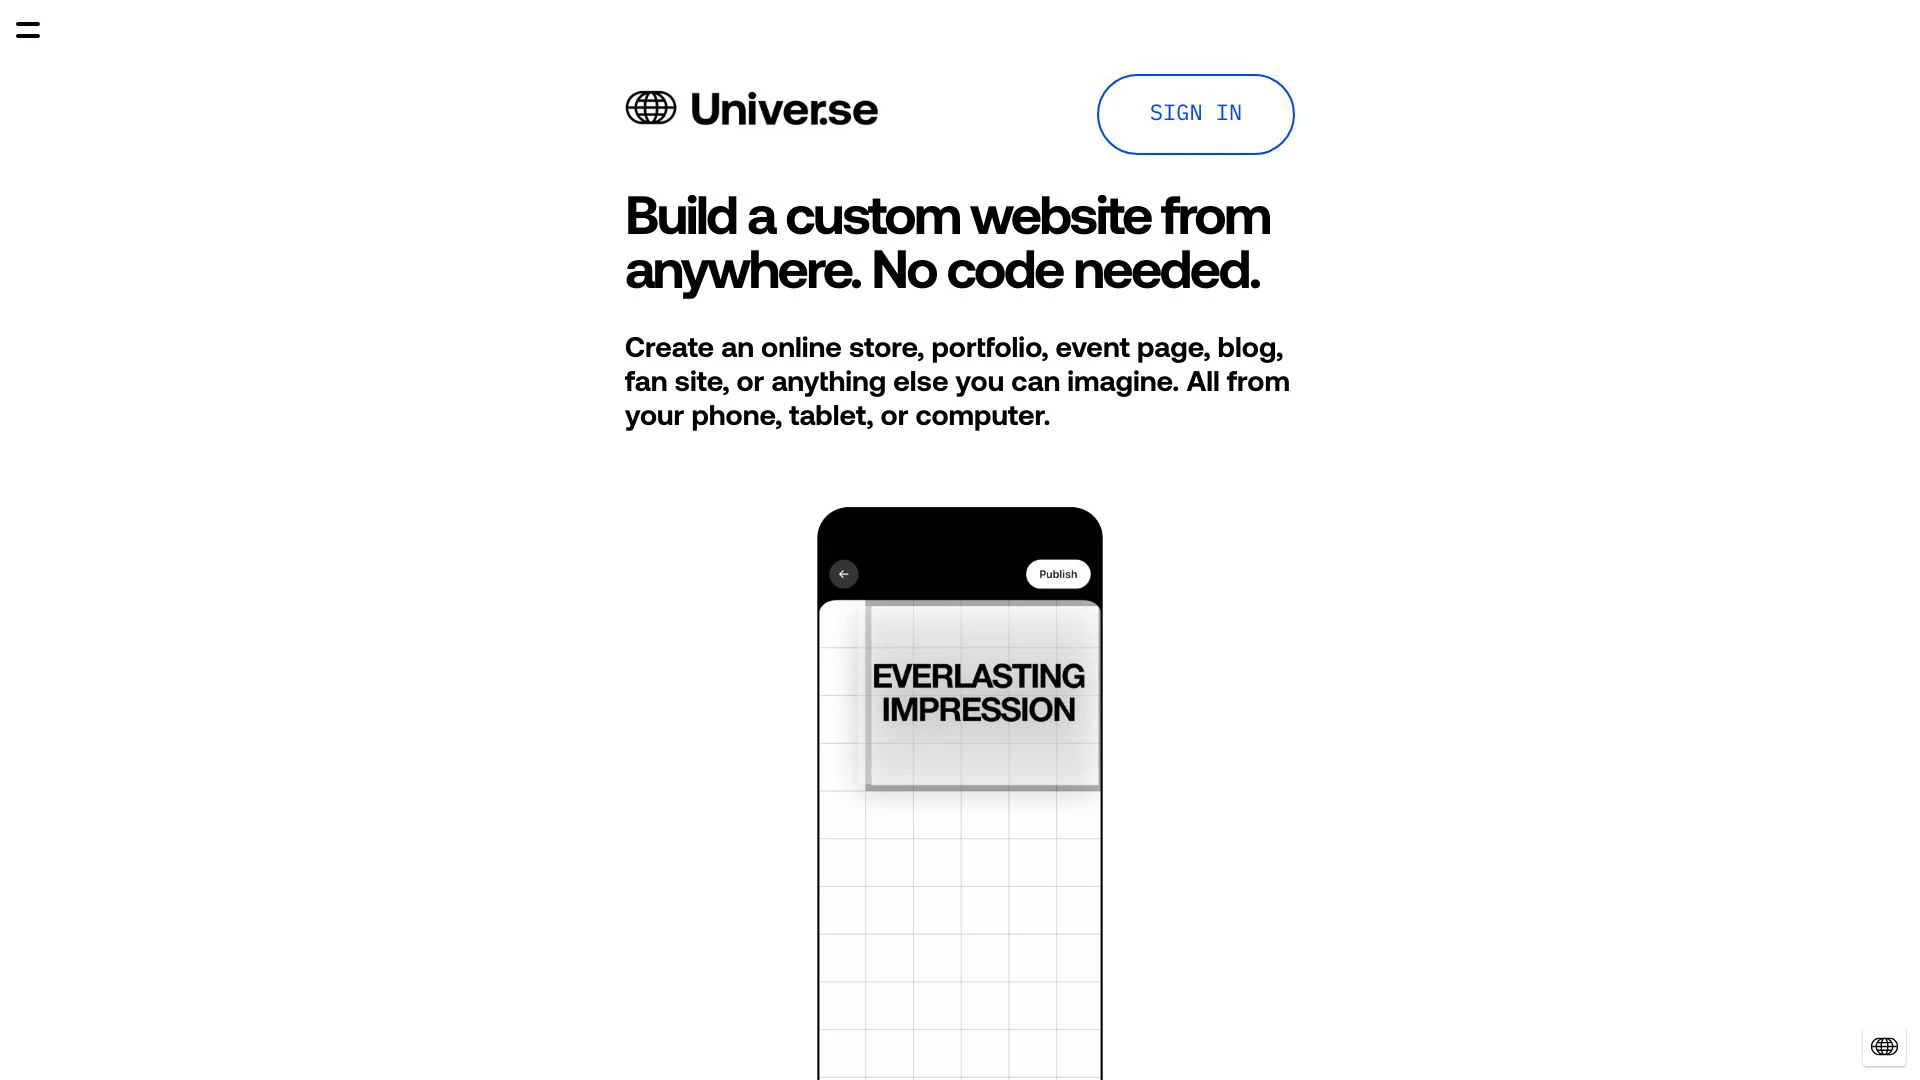 Univer.se
SIGN IN
Build a custom website from
anywhere. No code needed.
Create an online store, portfolio, event page, blog,
fan site, or anything else you can imagine. All from
your phone, tablet, or computer.
Publish
EVERLASTING
IMPRESSION